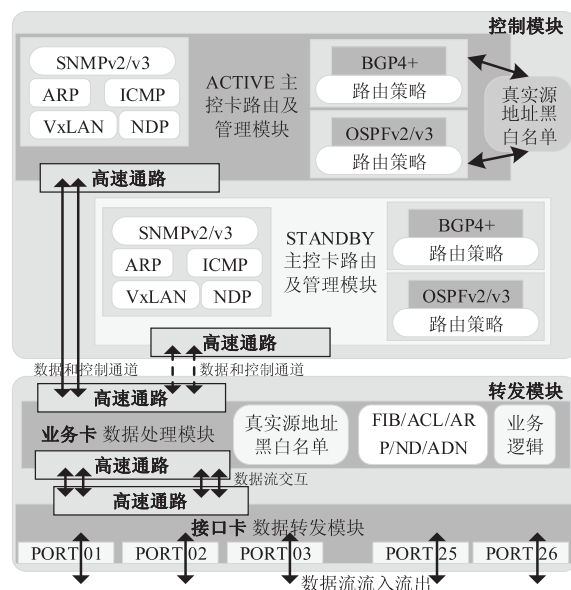 控制模块
SNMPv2/v3
ARP
ICMP
VxLAN
NDP
ACTIVE 主
控卡路由及
管理模块
BGP4+
路由策略
OSPFv2/v3
路由策略
真实源
地址黑
白名单
高速通路
SNMPv2/v3
ARP
ICMP
VxLAN
NDP
STANDBY
主控卡路由
及管理模块
BGP4+
路由策略
OSPFv2/v3
路由策略
高速通路
数据和控制通道
数据和控制通道
转发模块
高速通路
业务卡 数据处理模块
真实源地址
黑白名单
FIB/ACL/AR
P/ND/ADN
业务
逻辑
高速通路
数据流交互
高速通路
接口卡 数据转发模块
PORT 01
PORT 02
PORT 03
PORT 25
PORT 26
数据流流入流出